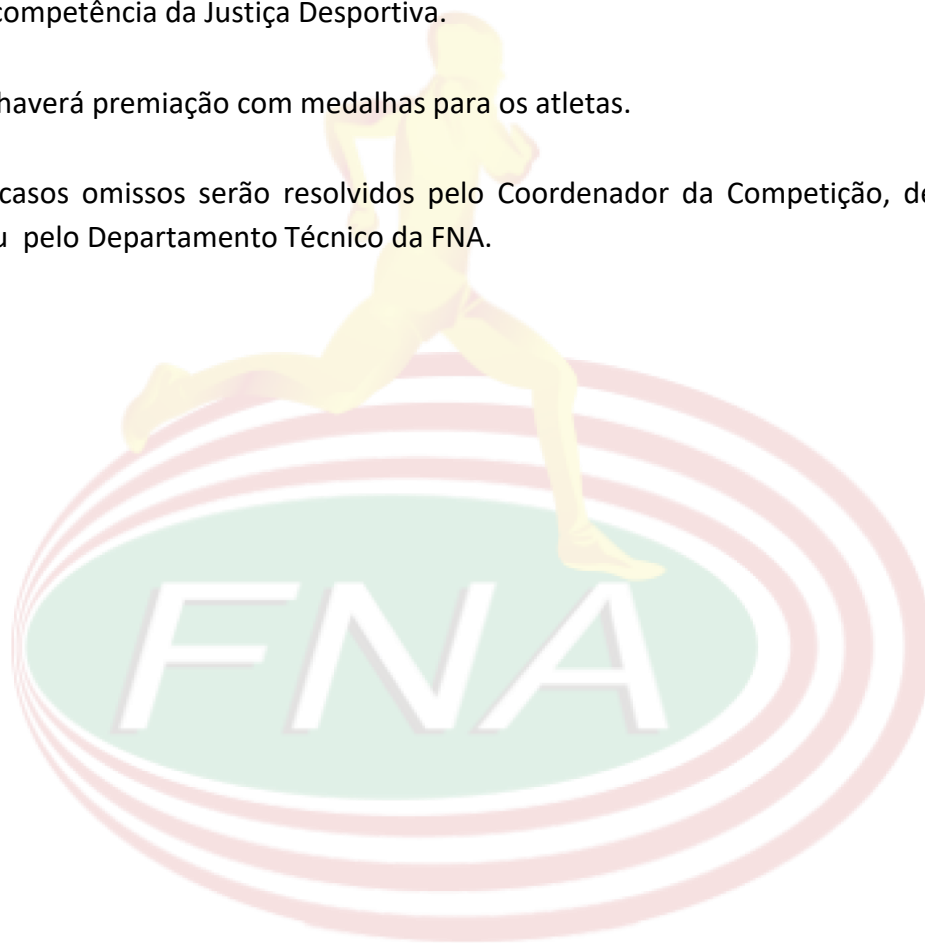 competência da Justiça Desportiva.
haverá premiação com medalhas para os atletas.
casos omissos serão resolvidos pelo Coordenador da Competição, de
pelo Departamento Técnico da FNA.
FNA